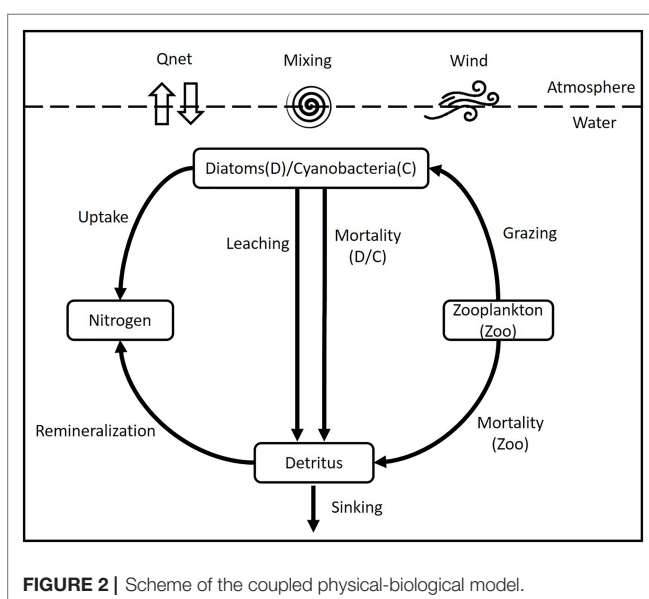 Qnet
Mixing
Wind
Atmosphere
Water
Diatoms(D)/Cyanobacteria(C)
Uptake
Leaching
Mortality
(D/C)
Grazing
Nitrogen
Zooplankton
(Zoo)
Remineralization
Mortality
(Zoo)
Detritus
Sinking
FIGURE 2 | Scheme of the coupled physical-biological model.